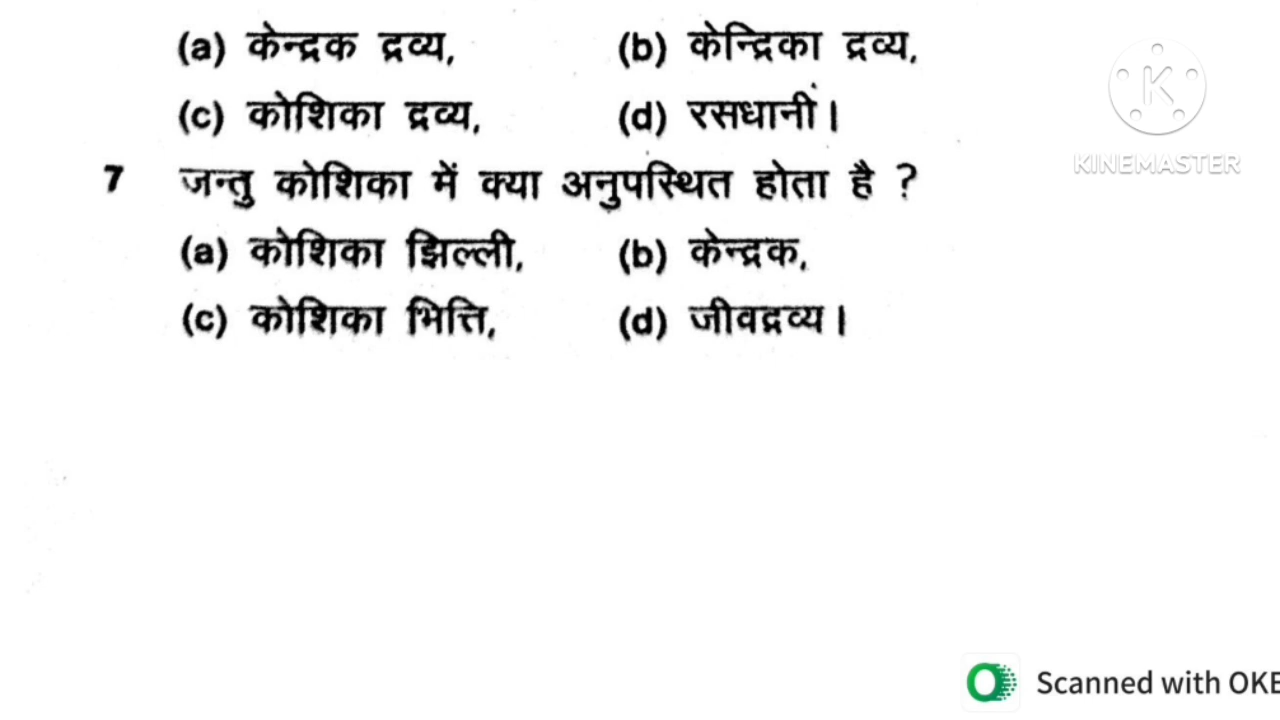 (a) केन्द्रक द्रव्य, (b) केन्द्रिका द्रव्य,
(c) कोशिका द्रव्य, (d) रसधानी।
K
KINEMASTER
7 जन्तु कोशिका में क्या अनुपस्थित होता है ?
(a) कोशिका झिल्ली, (b) केन्द्रक,
(c) कोशिका भित्ति, (d) जीवद्रव्य।
Scanned with OKE